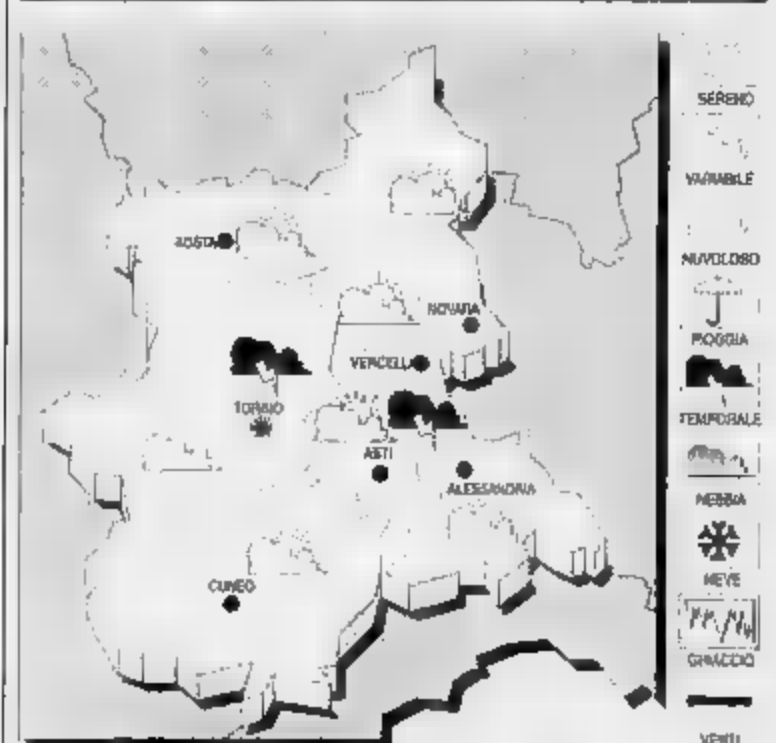 SERENO
VARIABILE
NUVOLOSO
PIOGGIA
TEMPORALE
NEBBIA
NEVE
GHIACCIO
VENTI
AOSTA
NOVARA
VERCELLI
TORINO
ASTI
ALESSANDRIA
CUNEO